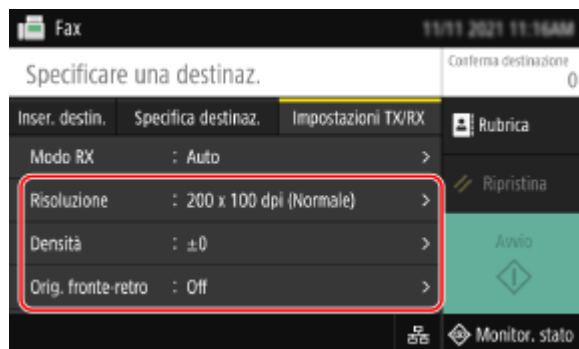 Fax
11/11 2021 11:16AM
Specificare una destinaz.
Conferma destinazione
0
Inser. destin.
Specifica destinaz.
Impostazioni TX/RX
Rubrica
Modo RX : Auto >
Risoluzione : 200 x 100 dpi (Normale) >
Ripristina
Densità : ±0 >
Avvio
Orig. fronte-retro : Off >
Monitor. stato